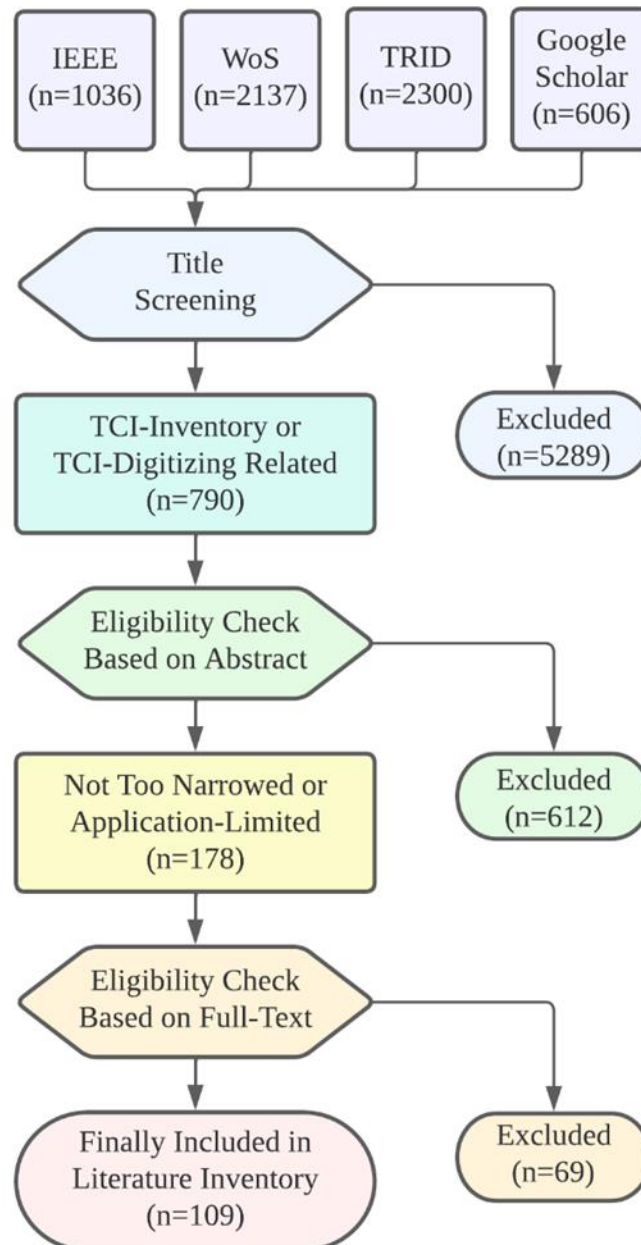 IEEE
(n=1036)
WoS
(n=2137)
TRID
(n=2300)
Google
Scholar
(n=606)
Title
Screening
TCI-Inventory or
TCI-Digitizing Related
(n=790)
Excluded
(n=5289)
Eligibility Check
Based on Abstract
Not Too Narrowed or
Application-Limited
(n=178)
Excluded
(n=612)
Eligibility Check
Based on Full-Text
Finally Included in
Literature Inventory
(n=109)
Excluded
(n=69)